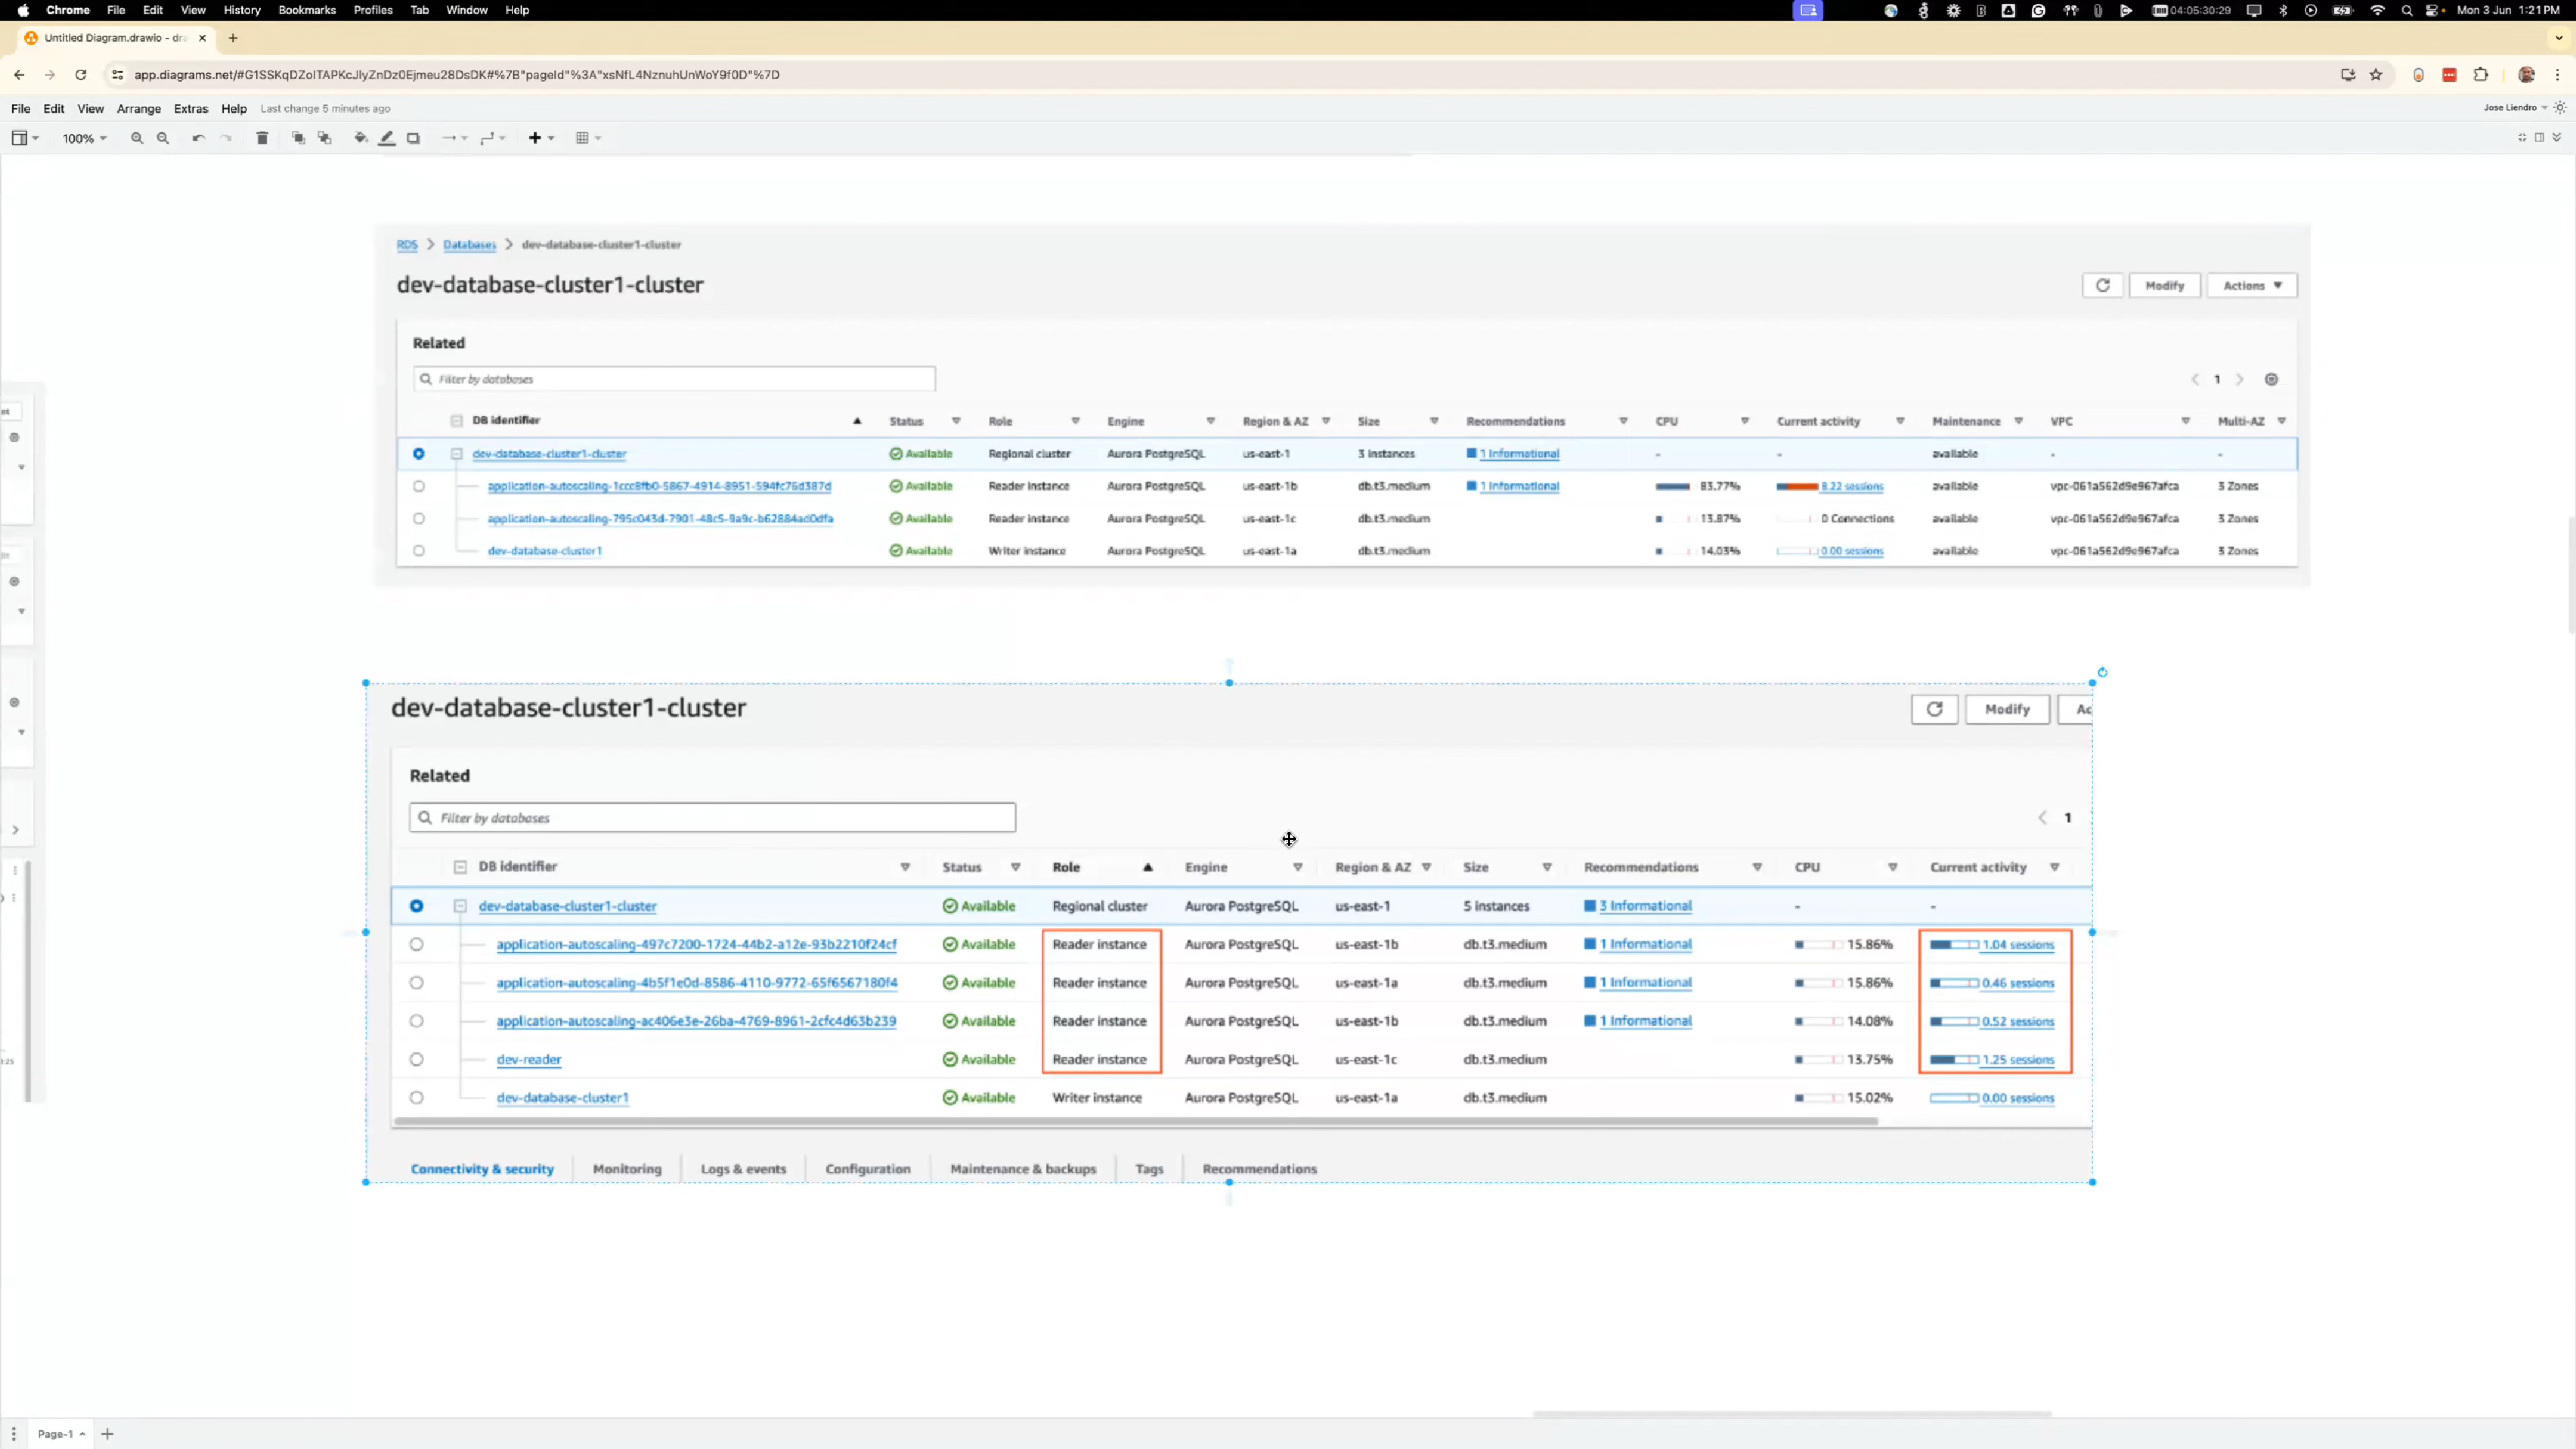 Chrome File Edit View History Bookmarks Profiles Tab Window Help 04:05:30:29 Mon 3 Jun 1:21 PM
Untitled Diagram.drawio - dra
app.diagrams.net/#G1SSKqDZolTAPKcJlyZnDz0Ejmeu28DsDK#%7B"pageId"%3A"xsNfL4NznuhUnWoY9f0D"%7D
File Edit View Arrange Extras Help Last change 5 minutes ago Jose Liendro
100%
RDS > Databases > dev-database-cluster1-cluster
dev-database-cluster1-cluster Modify Actions
Related
Filter by databases 1
DB identifier Status Role Engine Region & AZ Size Recommendations CPU Current activity Maintenance VPC Multi-AZ
dev-database-cluster1-cluster Available Regional cluster Aurora PostgreSQL us-east-1 3 instances 1 Informational - - available - -
application-autoscaling-1ccc8fb0-5867-4914-8951-594fc76d387d Available Reader instance Aurora PostgreSQL us-east-1b db.t3.medium 1 Informational 83.77% 8.22 sessions available vpc-061a562d9e967afca 3 Zones
application-autoscaling-795c043d-7901-48c5-9a9c-b62884ad0dfa Available Reader instance Aurora PostgreSQL us-east-1c db.t3.medium 13.87% 0 Connections available vpc-061a562d9e967afca 3 Zones
dev-database-cluster1 Available Writer instance Aurora PostgreSQL us-east-1a db.t3.medium 14.03% 0.00 sessions available vpc-061a562d9e967afca 3 Zones
dev-database-cluster1-cluster Modify Ac
Related
Filter by databases 1
DB identifier Status Role Engine Region & AZ Size Recommendations CPU Current activity
dev-database-cluster1-cluster Available Regional cluster Aurora PostgreSQL us-east-1 5 instances 3 Informational - -
application-autoscaling-497c7200-1724-44b2-a12e-93b2210f24cf Available Reader instance Aurora PostgreSQL us-east-1b db.t3.medium 1 Informational 15.86% 1.04 sessions
application-autoscaling-4b5f1e0d-8586-4110-9772-65f6567180f4 Available Reader instance Aurora PostgreSQL us-east-1a db.t3.medium 1 Informational 15.86% 0.46 sessions
application-autoscaling-ac406e3e-26ba-4769-8961-2cfc4d63b239 Available Reader instance Aurora PostgreSQL us-east-1b db.t3.medium 1 Informational 14.08% 0.52 sessions
dev-reader Available Reader instance Aurora PostgreSQL us-east-1c db.t3.medium 13.75% 1.25 sessions
dev-database-cluster1 Available Writer instance Aurora PostgreSQL us-east-1a db.t3.medium 15.02% 0.00 sessions
Connectivity & security Monitoring Logs & events Configuration Maintenance & backups Tags Recommendations
Page-1